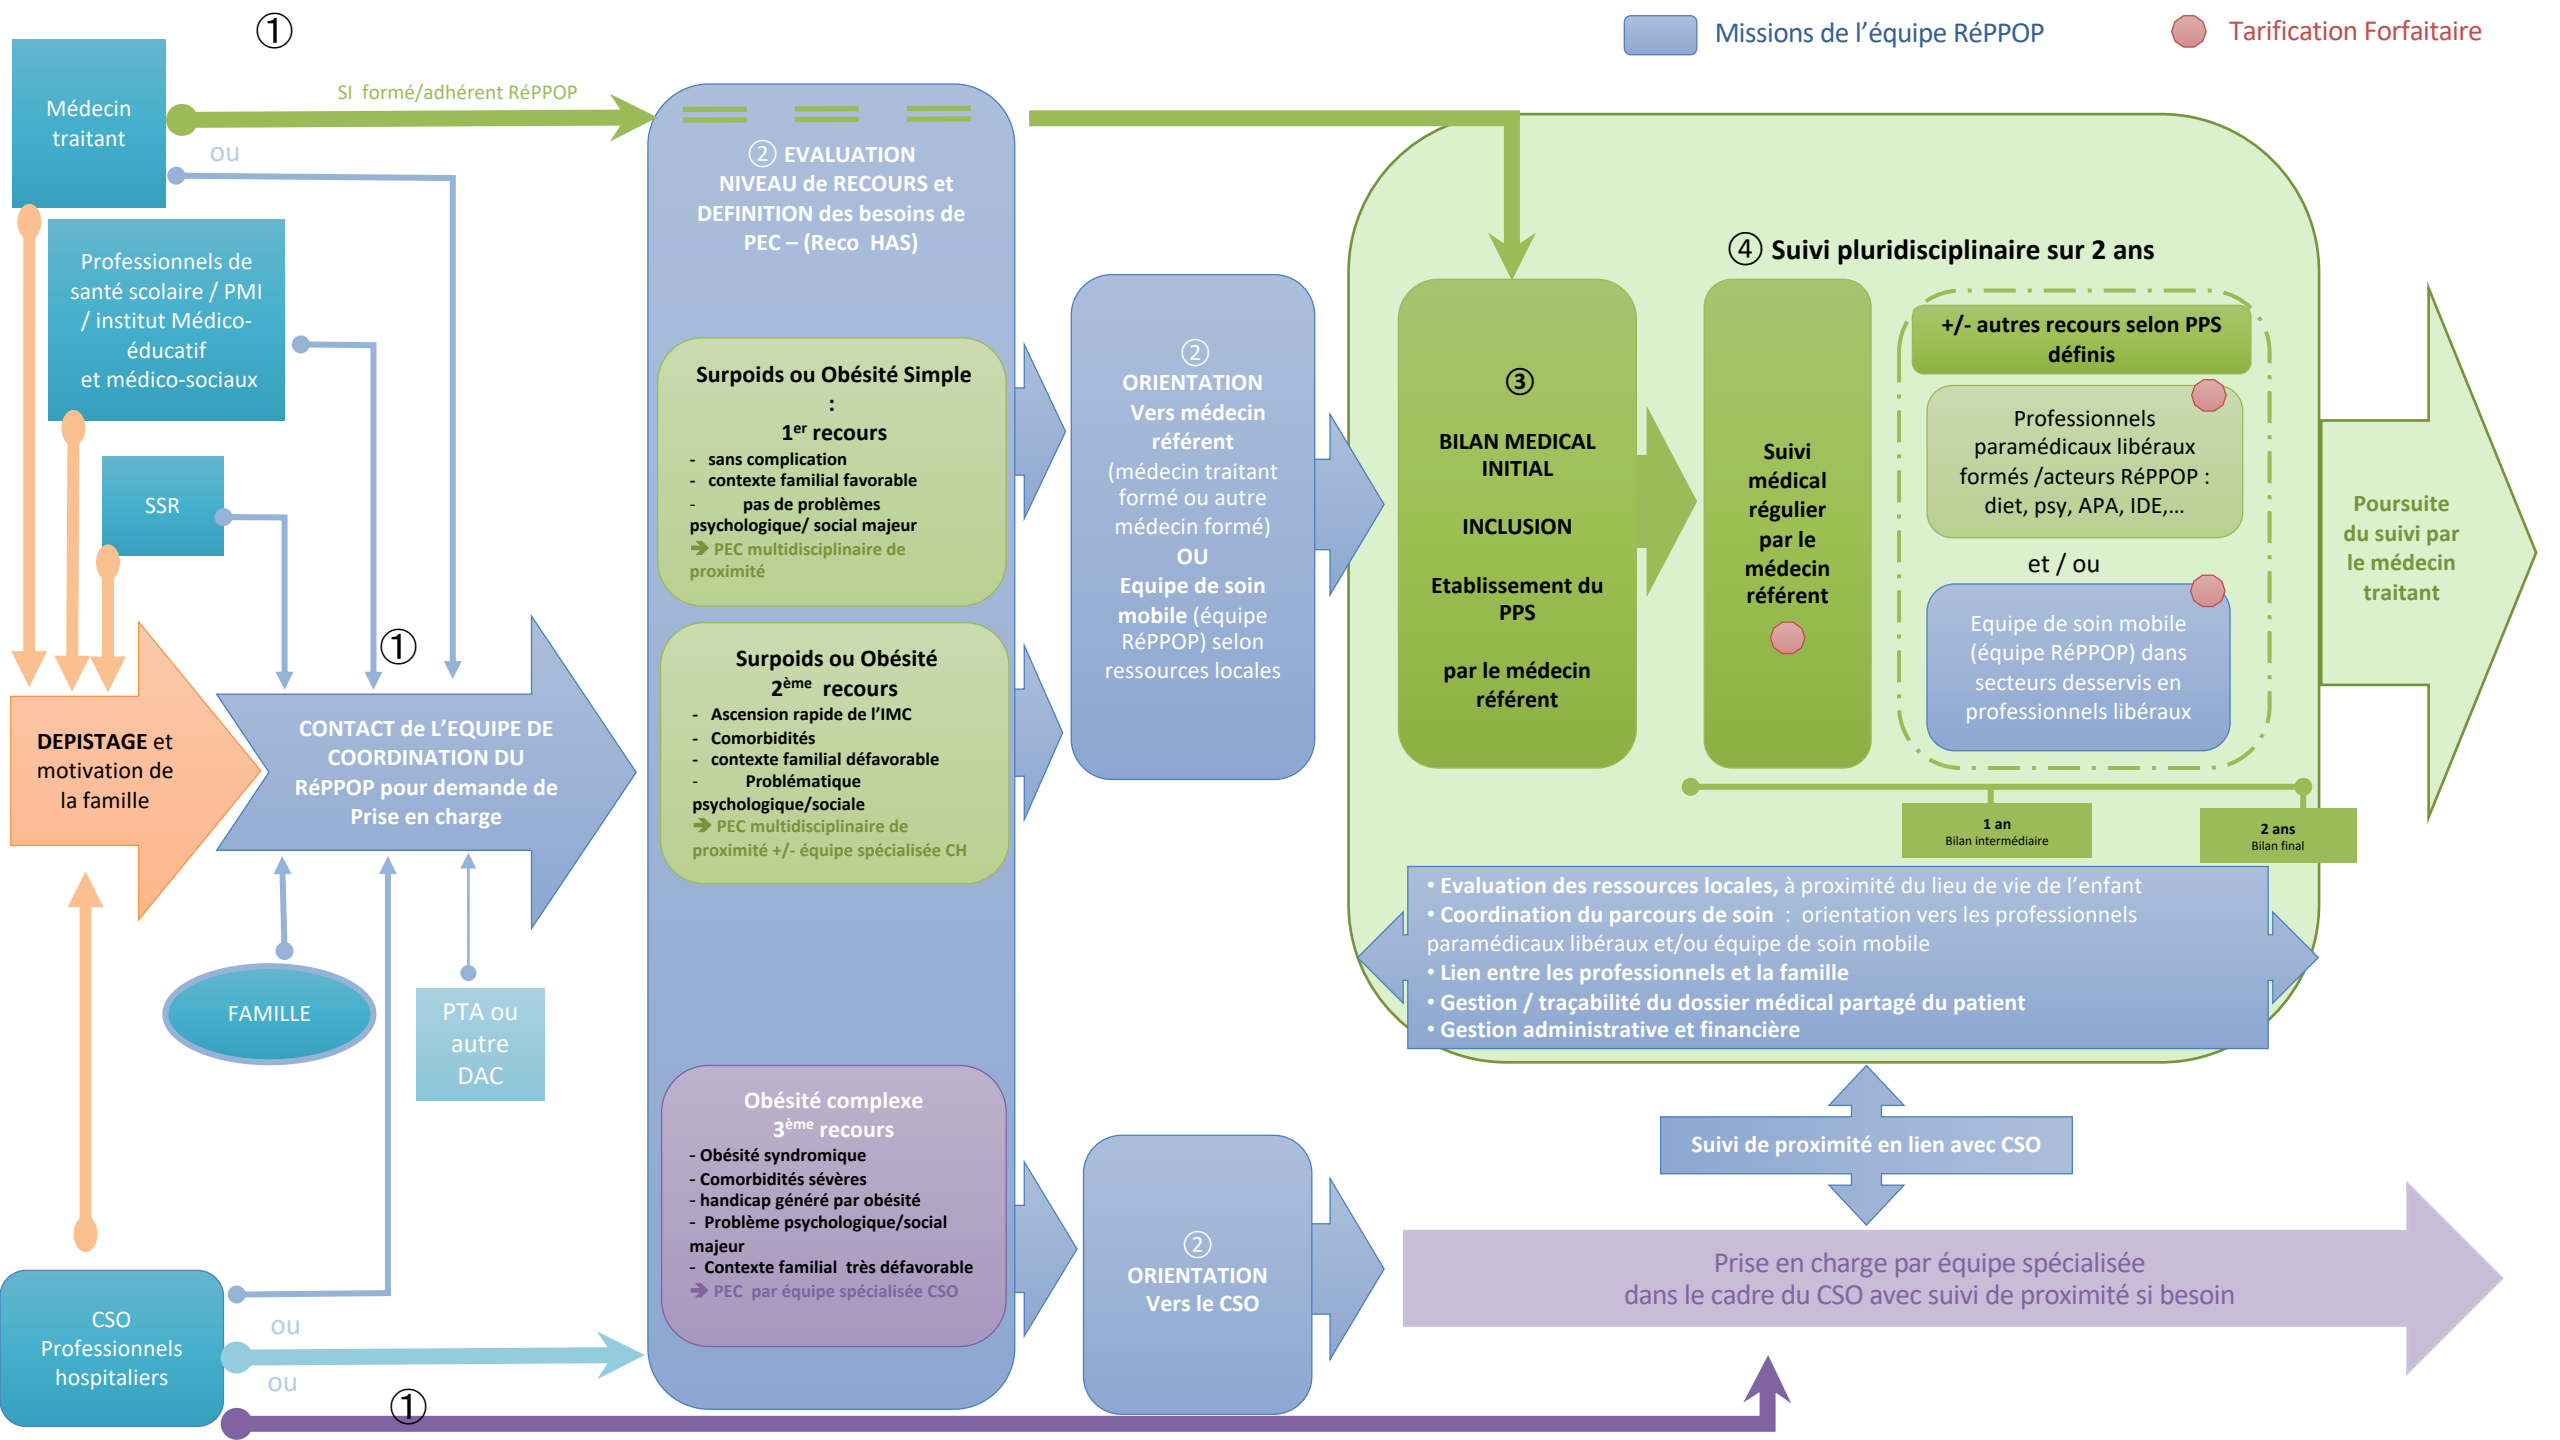 ①
Missions de l'équipe RéPPOP
Tarification Forfaitaire
Médecin
traitant
SI formé/adhérent RéPPOP
ou
Professionnels de
santé scolaire / PMI
/ institut Médico-
éducatif
et médico-sociaux
SSR
①
DEPISTAGE et
motivation de
la famille
CONTACT de L'EQUIPE DE
COORDINATION DU
RéPPOP pour demande de
Prise en charge
FAMILLE
PTA ou
autre
DAC
CSO
Professionnels
hospitaliers
ou
ou
①
② EVALUATION
NIVEAU de RECOURS et
DEFINITION des besoins de
PEC – (Reco HAS)
Surpoids ou Obésité Simple
:
1er recours
- sans complication
- contexte familial favorable
- pas de problèmes
psychologique/ social majeur
➔ PEC multidisciplinaire de
proximité
Surpoids ou Obésité
2ème recours
- Ascension rapide de l'IMC
- Comorbidités
- contexte familial défavorable
- Problématique
psychologique/sociale
➔ PEC multidisciplinaire de
proximité +/- équipe spécialisée CH
Obésité complexe
3ème recours
- Obésité syndromique
- Comorbidités sévères
- handicap généré par obésité
- Problème psychologique/social
majeur
- Contexte familial très défavorable
➔ PEC par équipe spécialisée CSO
②
ORIENTATION
Vers médecin
référent
(médecin traitant
formé ou autre
médecin formé)
OU
Equipe de soin
mobile (équipe
RéPPOP) selon
ressources locales
②
ORIENTATION
Vers le CSO
④ Suivi pluridisciplinaire sur 2 ans
③
BILAN MEDICAL
INITIAL
INCLUSION
Etablissement du
PPS
par le médecin
référent
Suivi
médical
régulier
par le
médecin
référent
+/- autres recours selon PPS
définis
Professionnels
paramédicaux libéraux
formés /acteurs RéPPOP :
diet, psy, APA, IDE,...
et / ou
Equipe de soin mobile
(équipe RéPPOP) dans
secteurs desservis en
professionnels libéraux
1 an
Bilan intermédiaire
2 ans
Bilan final
• Evaluation des ressources locales, à proximité du lieu de vie de l'enfant
• Coordination du parcours de soin : orientation vers les professionnels
paramédicaux libéraux et/ou équipe de soin mobile
• Lien entre les professionnels et la famille
• Gestion / traçabilité du dossier médical partagé du patient
• Gestion administrative et financière
Poursuite
du suivi par
le médecin
traitant
Suivi de proximité en lien avec CSO
Prise en charge par équipe spécialisée
dans le cadre du CSO avec suivi de proximité si besoin